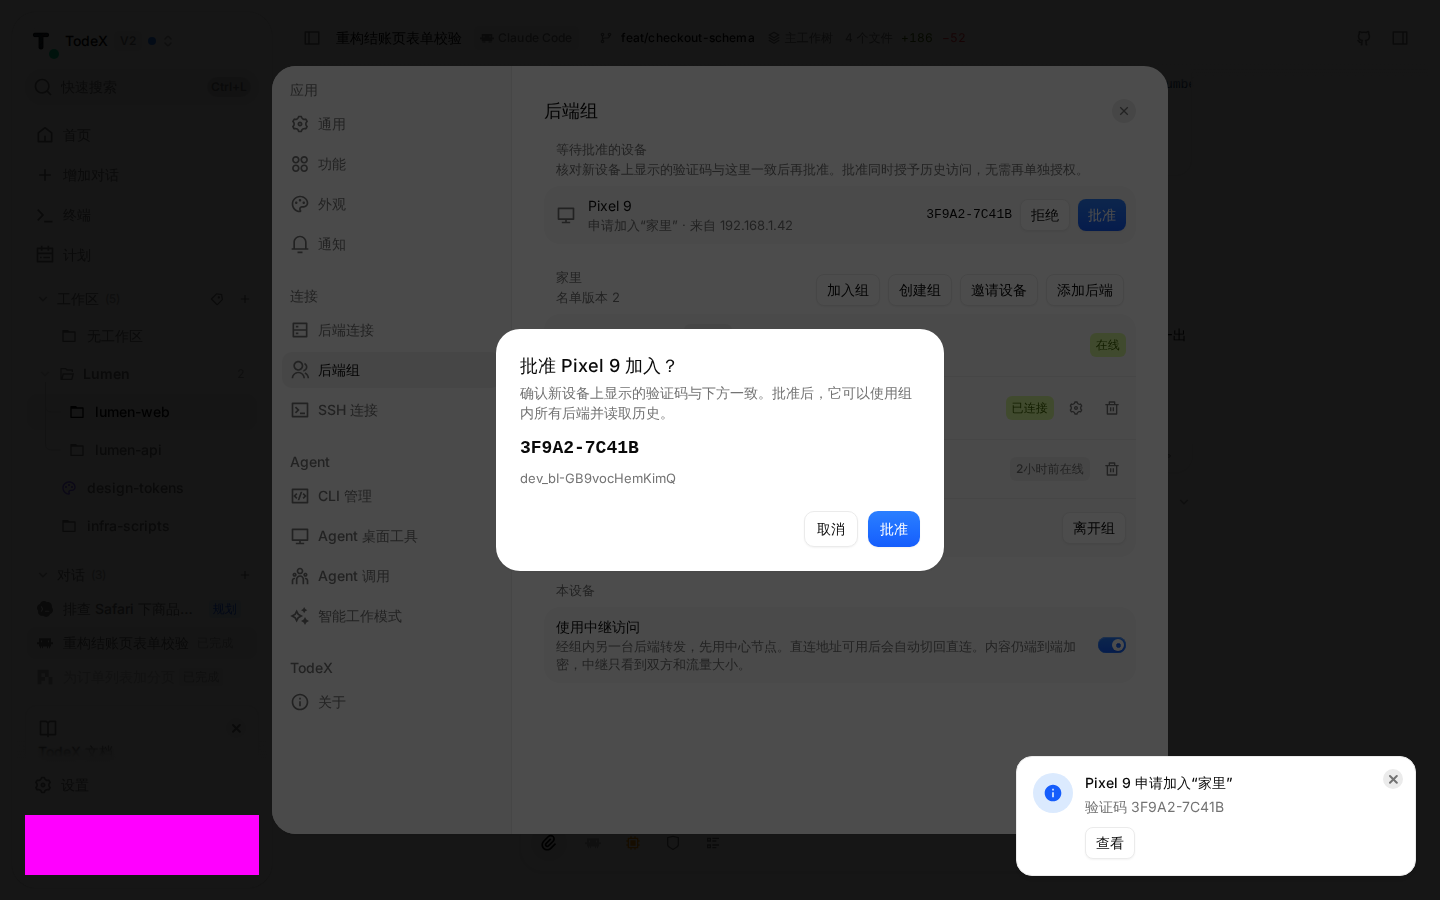 TodeX V2
重构结账页表单校验
Claude Code
feat/checkout-schema
主工作树
4 个文件 +186 -52
快速搜索
Ctrl+L
首页
增加对话
终端
计划
工作区 (5)
无工作区
Lumen 2
lumen-web
lumen-api
design-tokens
infra-scripts
对话 (3)
排查 Safari 下商品... 规划
重构结账页表单校验
TodeX 文档
设置
应用
通用
功能
外观
通知
连接
后端连接
后端组
SSH 连接
Agent
CLI 管理
Agent 桌面工具
Agent 调用
智能工作模式
TodeX
关于
后端组
等待批准的设备
核对新设备上显示的验证码与这里一致后再批准。批准同时授予历史访问，无需再单独授权。
Pixel 9
申请加入“家里” · 来自 192.168.1.42
3F9A2-7C41B
拒绝
批准
家里
名单版本 2
加入组
创建组
邀请设备
添加后端
在线
已连接
2小时前在线
离开组
批准 Pixel 9 加入？
确认新设备上显示的验证码与下方一致。批准后，它可以使用组
内所有后端并读取历史。
3F9A2-7C41B
dev_bI-GB9vocHemKimQ
取消
批准
本设备
使用中继访问
经组内另一台后端转发，先用中心节点。直连地址可用后会自动切回直连。内容仍端到端加
密，中继只看到双方和流量大小。
Pixel 9 申请加入“家里”
验证码 3F9A2-7C41B
查看